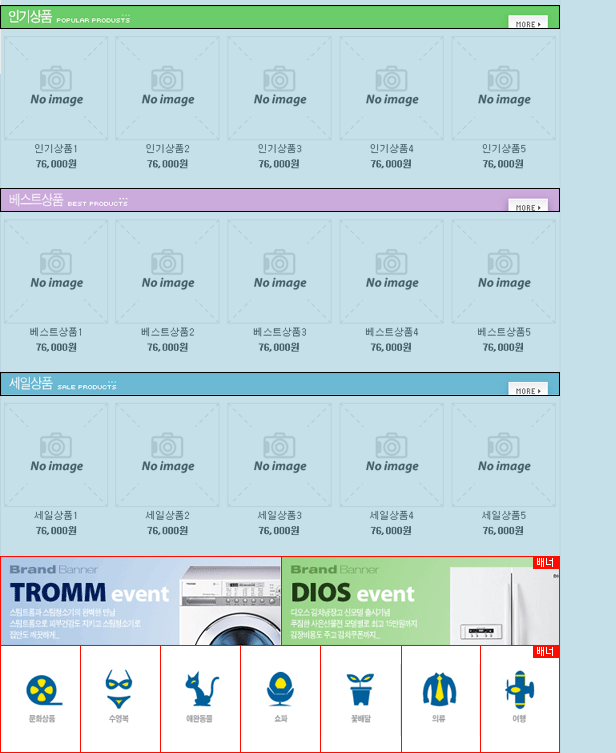 인기상품 POPULAR PRODUSTS
MORE
No image No image No image No image No image
인기상품1 인기상품2 인기상품3 인기상품4 인기상품5
76,000원 76,000원 76,000원 76,000원 76,000원
베스트상품 BEST PRODUCTS
MORE
No image No image No image No image No image
베스트상품1 베스트상품2 베스트상품3 베스트상품4 베스트상품5
76,000원 76,000원 76,000원 76,000원 76,000원
세일상품 SALE PRODUCTS
MORE
No image No image No image No image No image
세일상품1 세일상품2 세일상품3 세일상품4 세일상품5
76,000원 76,000원 76,000원 76,000원 76,000원
배너
Brand Banner
TROMM event
스팀트롬과 스팀청소기의 완벽한 만남
스팀트롬으로 피부건강도 지키고 스팀청소기로
집안도 깨끗하게...
Brand Banner
DIOS event
디오스 김치냉장고 신모델 출시기념
푸짐한 사은선물전 모델별로 최고 15만원까지
김장비용도 주고 김치쿠폰까지...
배너
문화상품 수영복 애완동물 쇼파 꽃배달 의류 여행